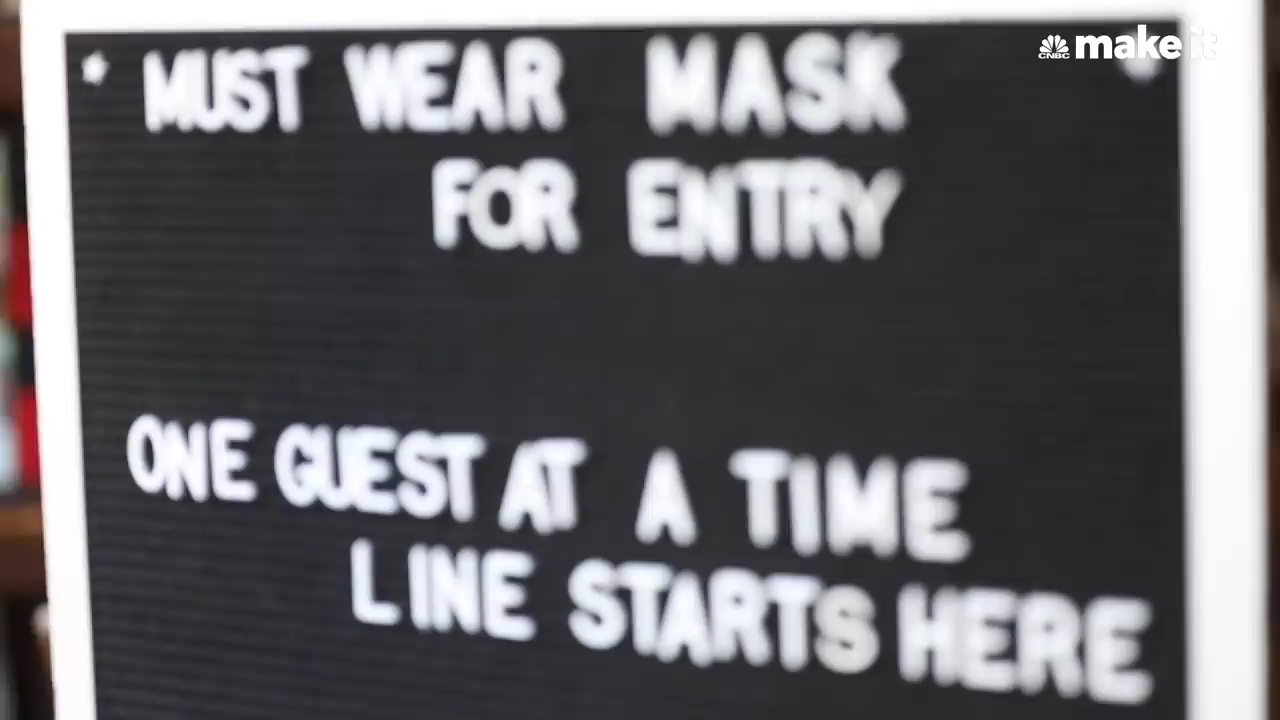 * MUST WEAR MASK *
FOR ENTRY
ONE GUEST AT A TIME
LINE STARTS HERE
CNBC make it